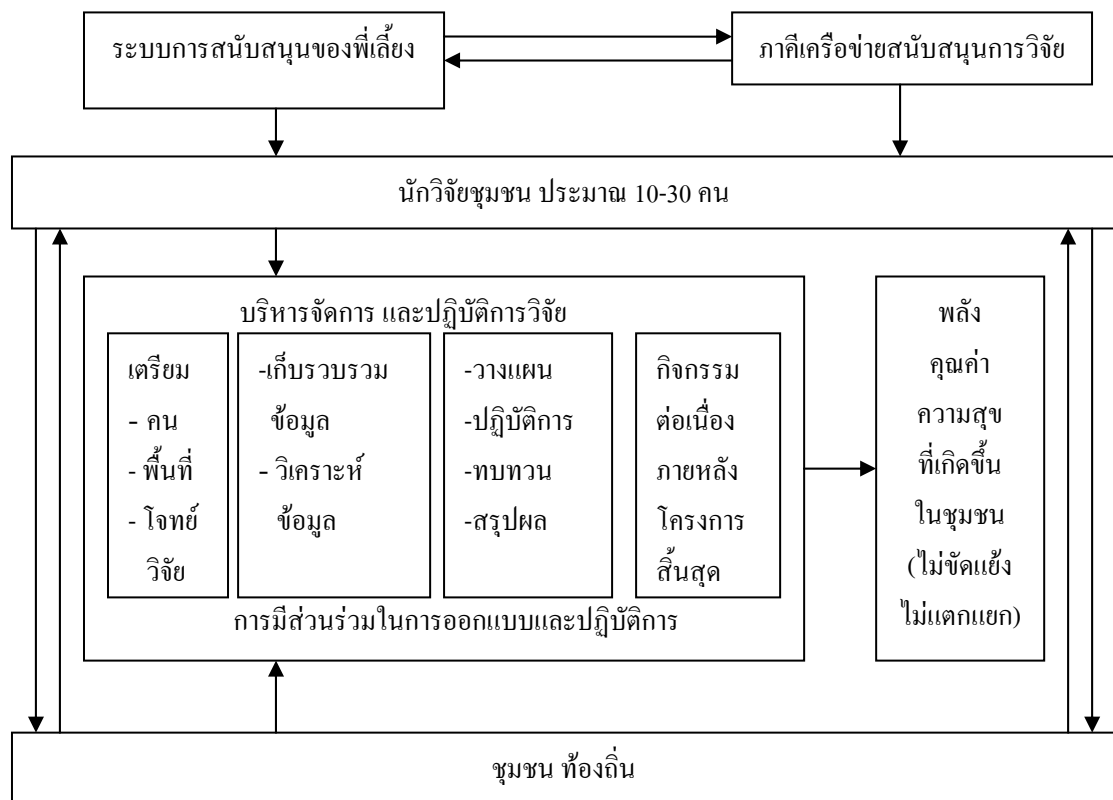 ระบบการสนับสนุนของพี่เลี้ยง
ภาคีเครือข่ายสนับสนุนการวิจัย
นักวิจัยชุมชน ประมาณ 10-30 คน
บริหารจัดการ และปฏิบัติการวิจัย
เตรียม
- คน
- พื้นที่
- โจทย์
วิจัย
-เก็บรวบรวม
ข้อมูล
- วิเคราะห์
ข้อมูล
-วางแผน
-ปฏิบัติการ
-ทบทวน
-สรุปผล
กิจกรรม
ต่อเนื่อง
ภายหลัง
โครงการ
สิ้นสุด
การมีส่วนร่วมในการออกแบบและปฏิบัติการ
พลัง
คุณค่า
ความสุข
ที่เกิดขึ้น
ในชุมชน
(ไม่ขัดแย้ง
ไม่แตกแยก)
ชุมชน ท้องถิ่น